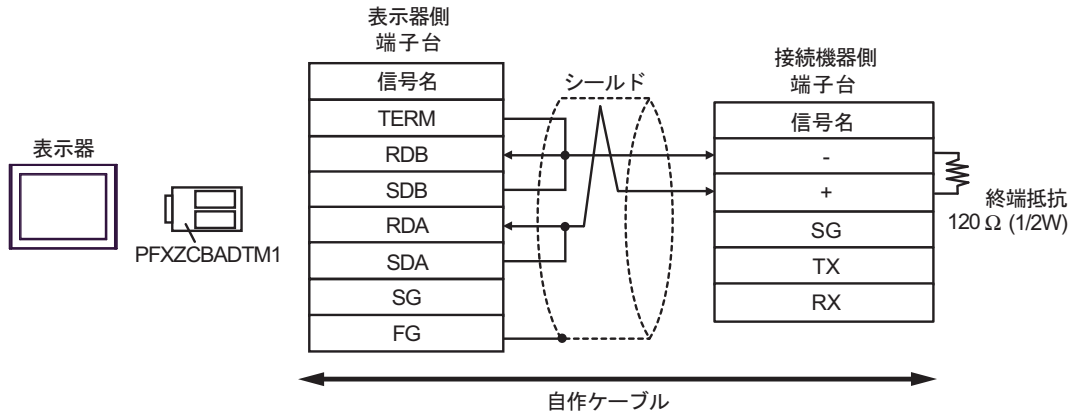 表示器
PFXZCBADTM1
表示器側
端子台
信号名
TERM
RDB
SDB
RDA
SDA
SG
FG
シールド
接続機器側
端子台
信号名
-
+
SG
TX
RX
終端抵抗
120 Ω (1/2W)
自作ケーブル